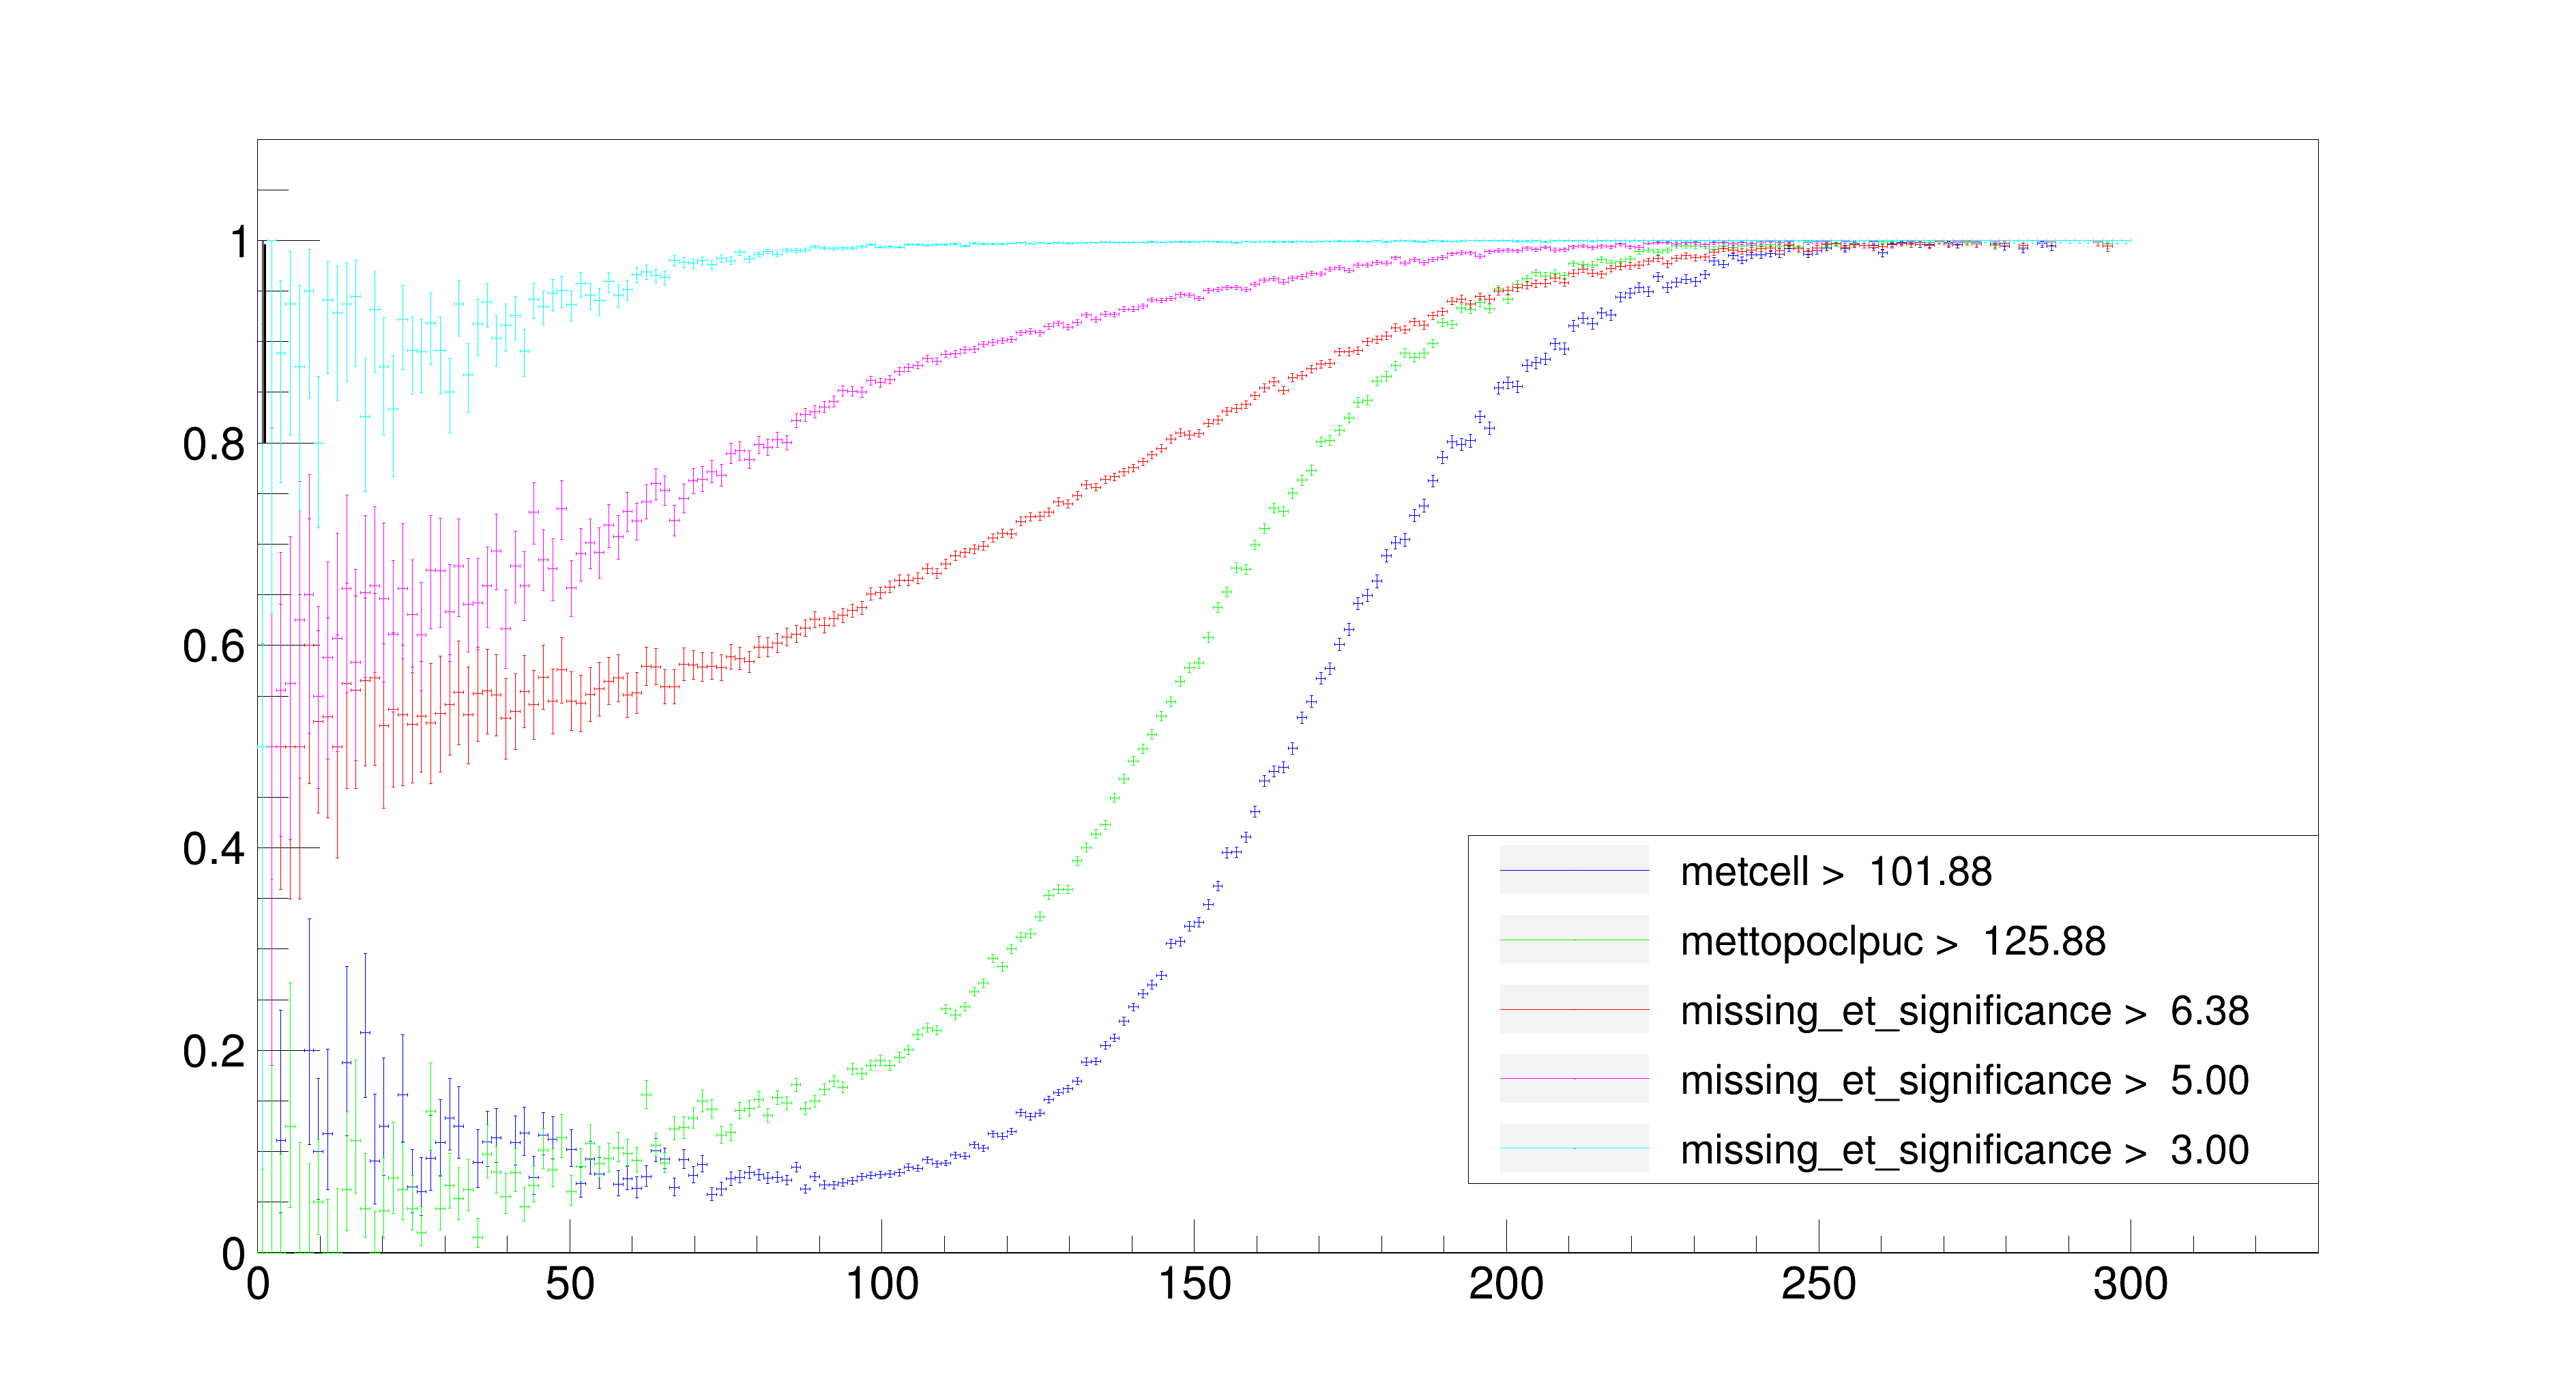 1
0.8
0.6
0.4
0.2
0
0 50 100 150 200 250 300
metcell > 101.88
mettopoclpuc > 125.88
missing_et_significance > 6.38
missing_et_significance > 5.00
missing_et_significance > 3.00